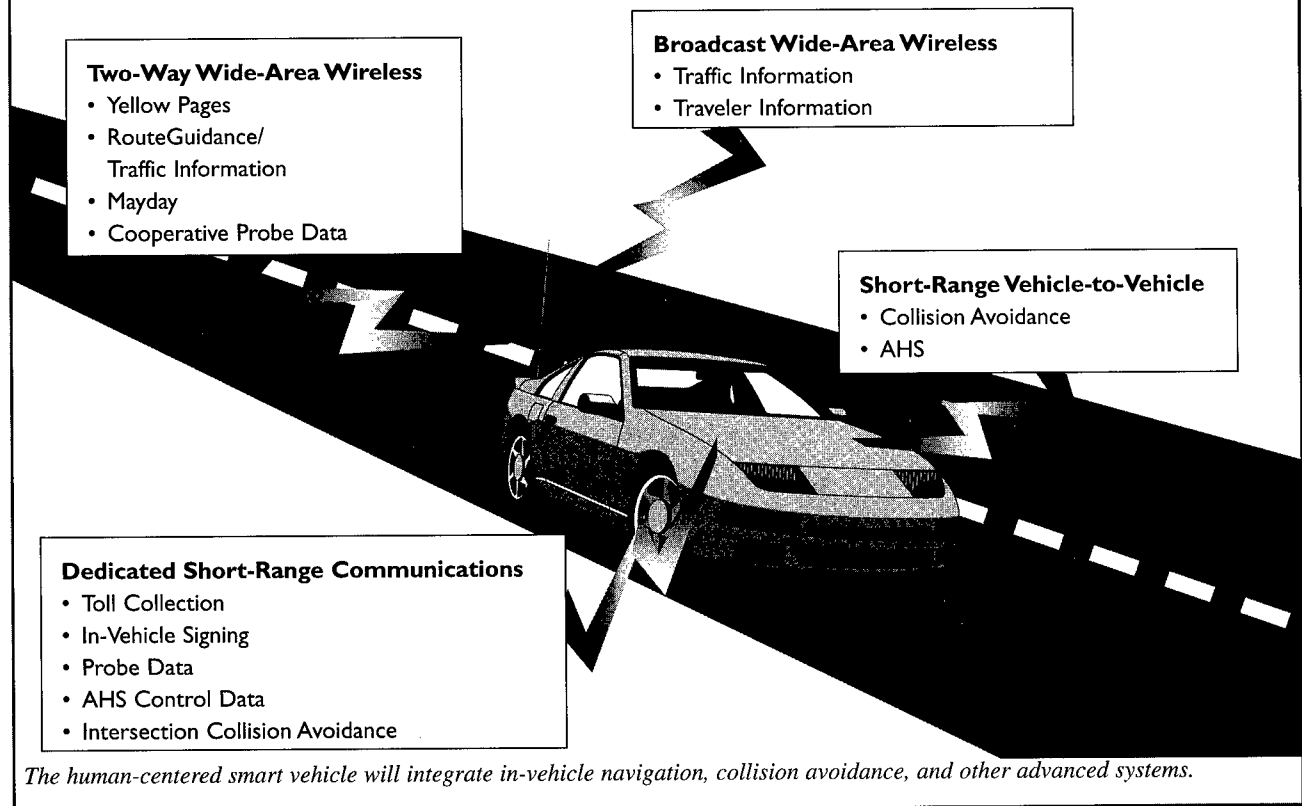 Two-Way Wide-Area Wireless
• Yellow Pages
• RouteGuidance/
Traffic Information
• Mayday
• Cooperative Probe Data
Broadcast Wide-Area Wireless
• Traffic Information
• Traveler Information
Short-Range Vehicle-to-Vehicle
• Collision Avoidance
• AHS
Dedicated Short-Range Communications
• Toll Collection
• In-Vehicle Signing
• Probe Data
• AHS Control Data
• Intersection Collision Avoidance
The human-centered smart vehicle will integrate in-vehicle navigation, collision avoidance, and other advanced systems.